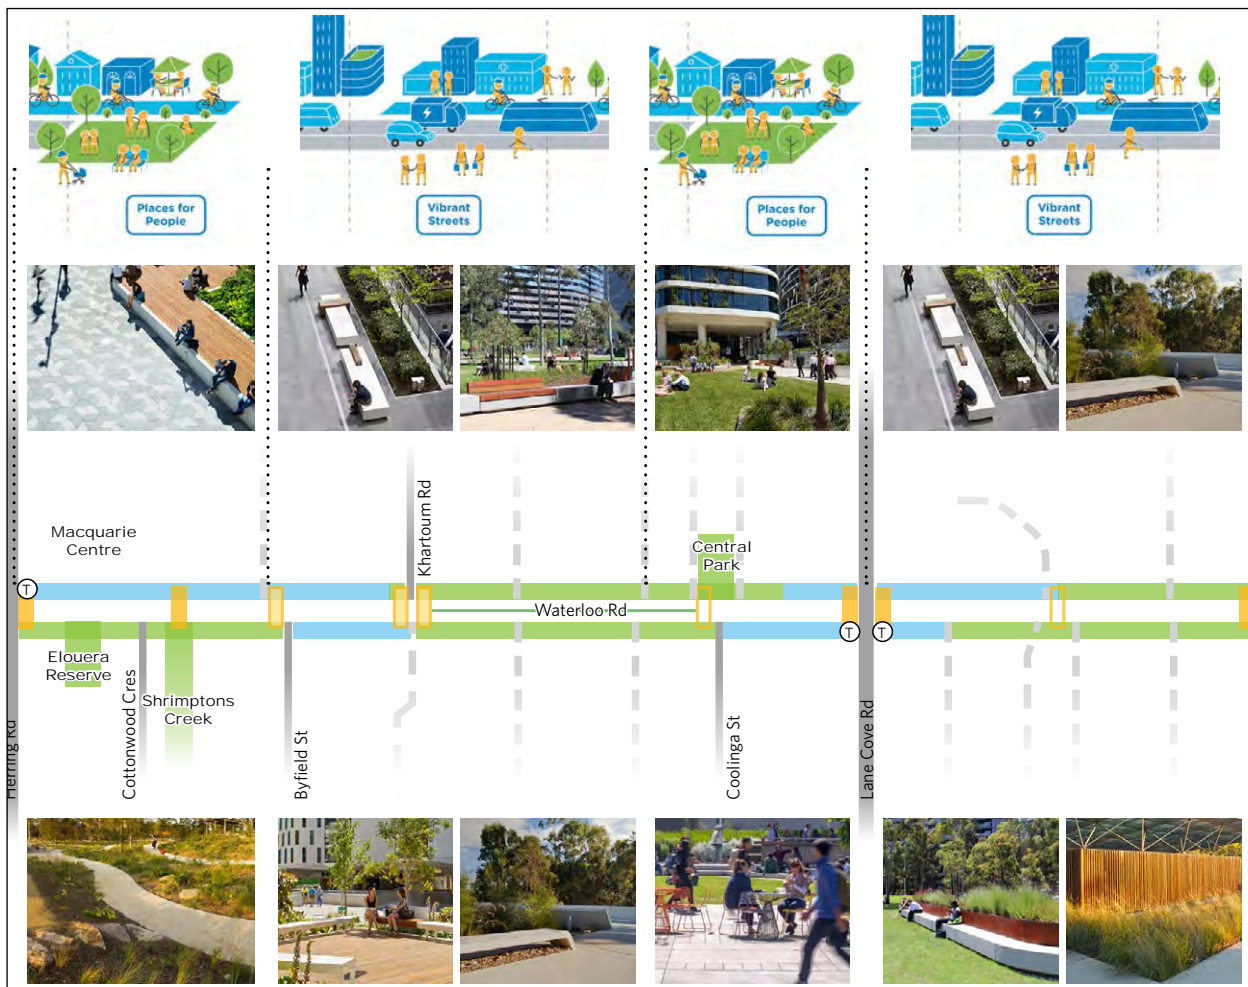 Places for
People
Vibrant
Streets
Places for
People
Vibrant
Streets
Macquarie
Centre
Khartoum Rd
Central
Park
T
Waterloo Rd
T
T
Elouera
Reserve
Shrimptons
Creek
Herring Rd
Cottonwood Cres
Byfield St
Coolinga St
Lane Cove Rd